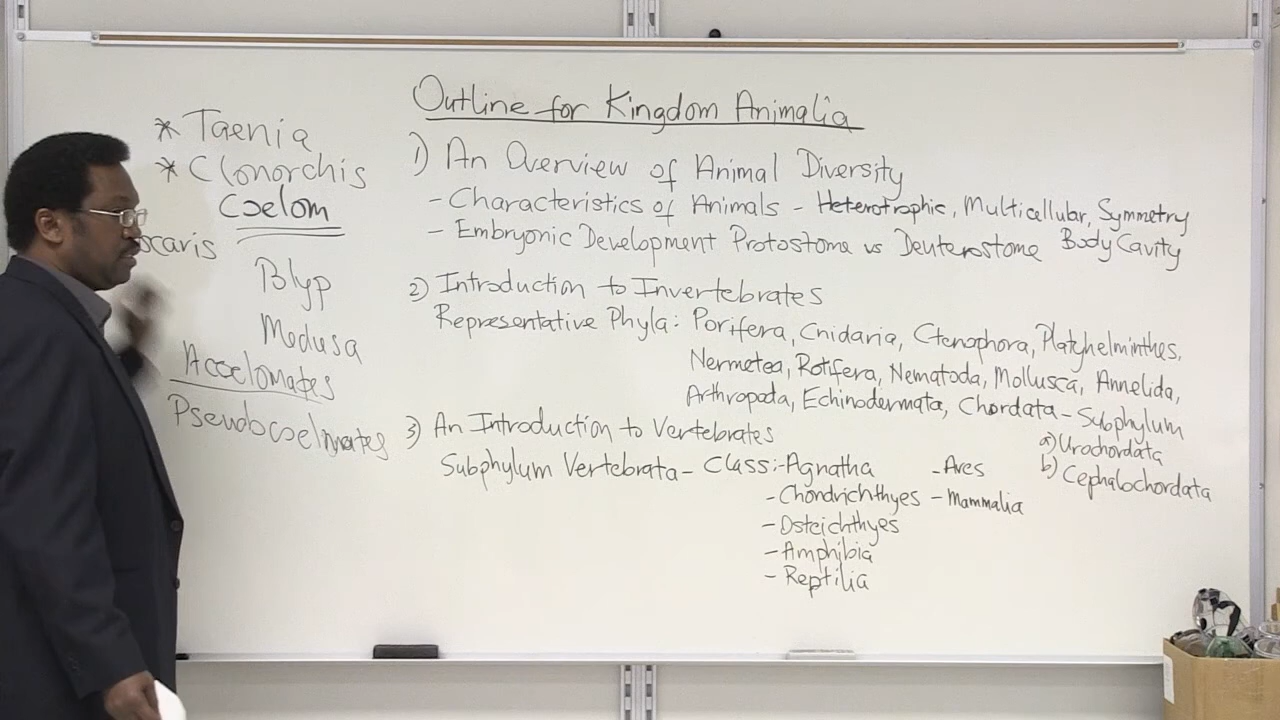 Outline for Kingdom Animalia
* Taenia
* Clonorchis
Coelom
ocaris
Polyp
Medusa
Acoelomates
Pseudocoelmates
1) An Overview of Animal Diversity
- Characteristics of Animals - Heterotrophic, Multicellular, Symmetry
- Embryonic Development Protostome vs Deuterostome Body Cavity
2) Introduction to Invertebrates
Representative Phyla: Porifera, Cnidaria, Ctenophora, Platyhelminthes,
Nermetea, Rotifera, Nematoda, Mollusca, Annelida,
Arthropoda, Echinodermata, Chordata - Subphylum
a) Urochordata
b) Cephalochordata
3) An Introduction to Vertebrates
Subphylum Vertebrata - Class:- Agnatha - Aves
- Chondrichthyes - Mammalia
- Osteichthyes
- Amphibia
- Reptilia